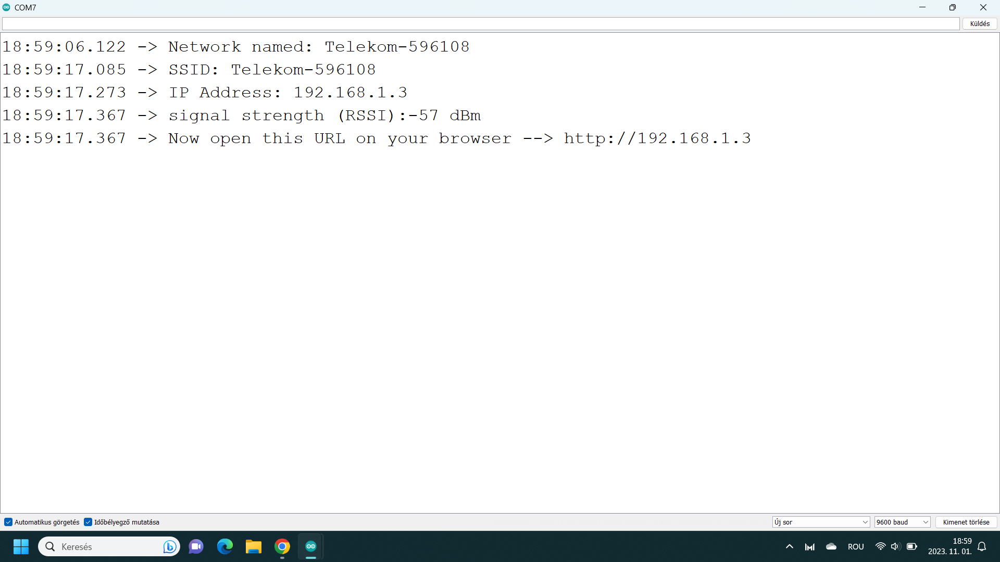 COM7
Küldés
18:59:06.122 -> Network named: Telekom-596108
18:59:17.085 -> SSID: Telekom-596108
18:59:17.273 -> IP Address: 192.168.1.3
18:59:17.367 -> signal strength (RSSI):-57 dBm
18:59:17.367 -> Now open this URL on your browser --> http://192.168.1.3
Automatikus görgetés Időbélyegző mutatása Új sor 9600 baud Kimenet törlése
Keresés ROU 18:59
2023. 11. 01.